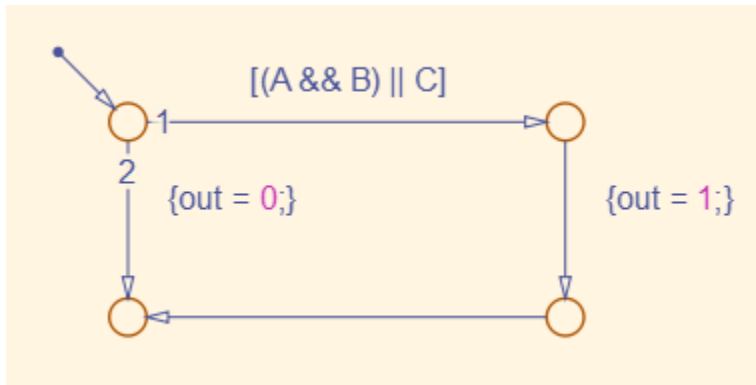 [(A && B) || C]
1
2
{out = 0;}
{out = 1;}